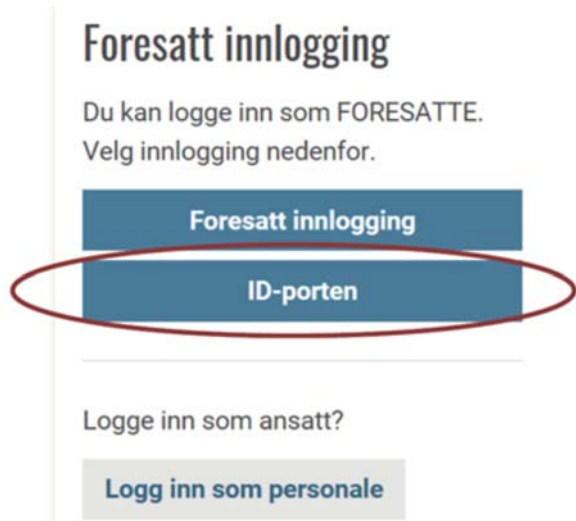 Foresatt innlogging
Du kan logge inn som FORESATTE.
Velg innlogging nedenfor.
Foresatt innlogging
ID-porten
Logge inn som ansatt?
Logg inn som personale